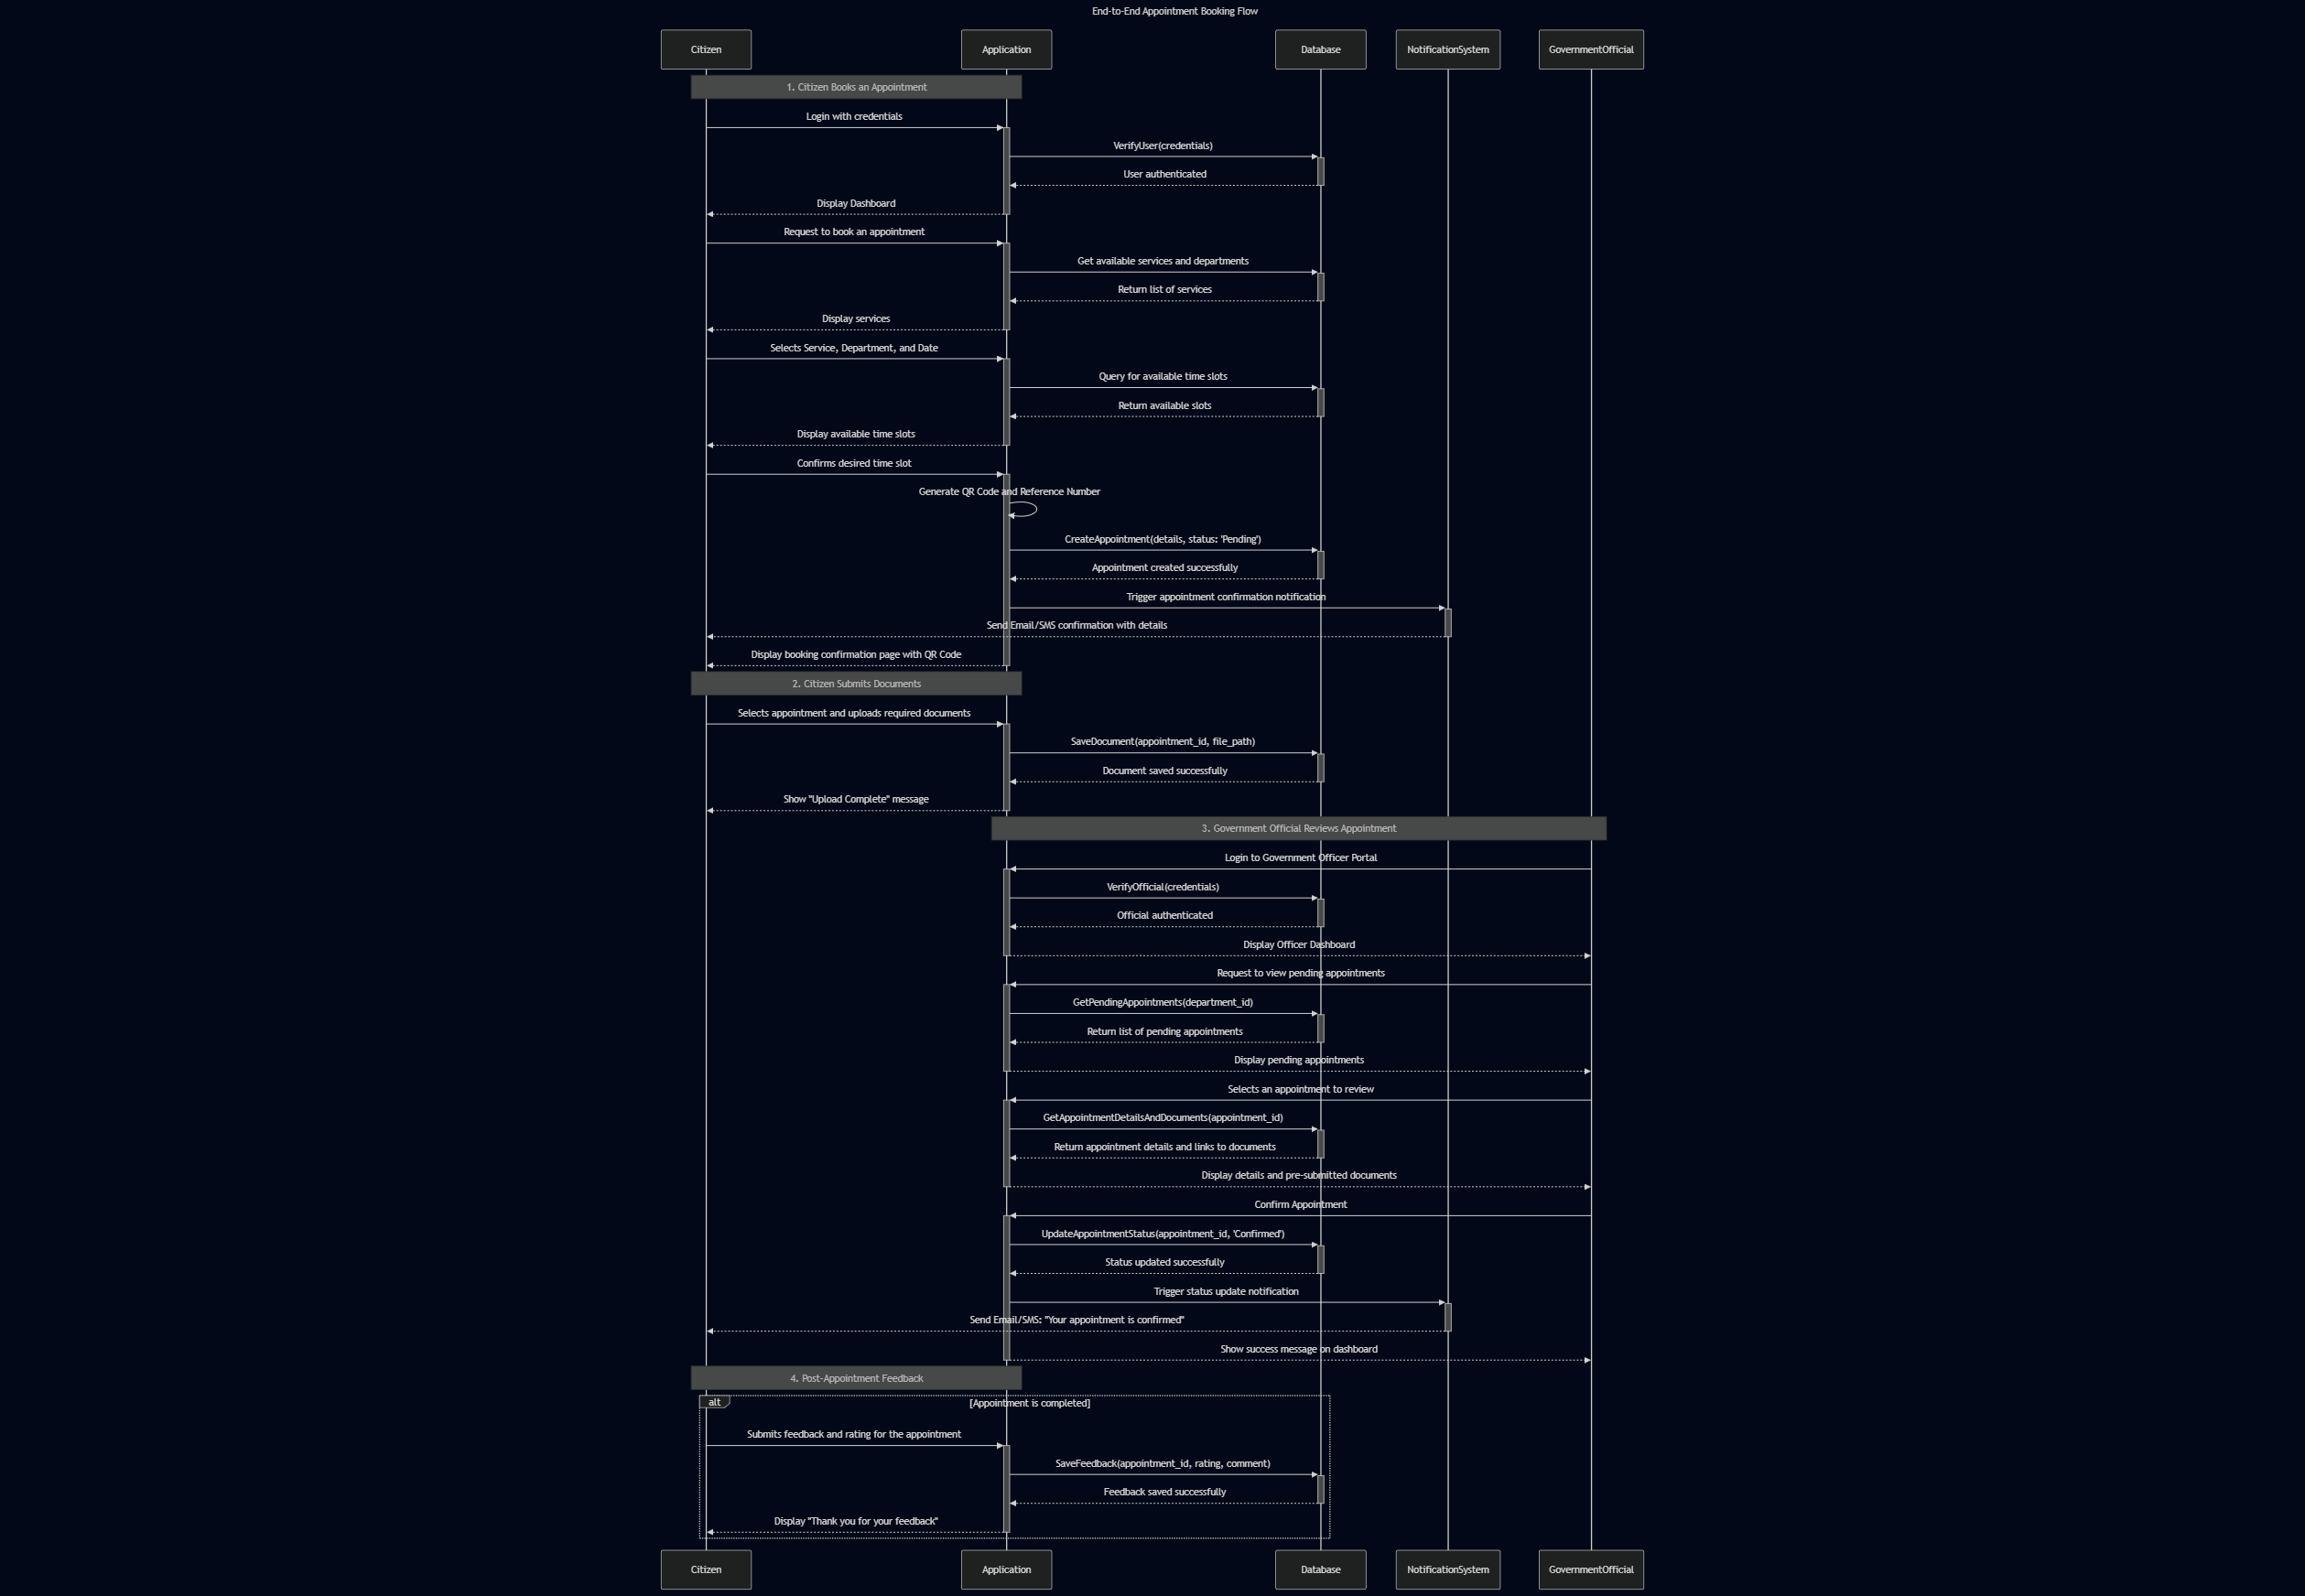 End-to-End Appointment Booking Flow
Citizen
Application
Database
NotificationSystem
GovernmentOfficial
1. Citizen Books an Appointment
Login with credentials
VerifyUser(credentials)
User authenticated
Display Dashboard
Request to book an appointment
Get available services and departments
Return list of services
Display services
Selects Service, Department, and Date
Query for available time slots
Return available slots
Display available time slots
Confirms desired time slot
Generate QR Code and Reference Number
CreateAppointment(details, status: 'Pending')
Appointment created successfully
Trigger appointment confirmation notification
Send Email/SMS confirmation with details
Display booking confirmation page with QR Code
2. Citizen Submits Documents
Selects appointment and uploads required documents
SaveDocument(appointment_id, file_path)
Document saved successfully
Show "Upload Complete" message
3. Government Official Reviews Appointment
Login to Government Officer Portal
VerifyOfficial(credentials)
Official authenticated
Display Officer Dashboard
Request to view pending appointments
GetPendingAppointments(department_id)
Return list of pending appointments
Display pending appointments
Selects an appointment to review
GetAppointmentDetailsAndDocuments(appointment_id)
Return appointment details and links to documents
Display details and pre-submitted documents
Confirm Appointment
UpdateAppointmentStatus(appointment_id, 'Confirmed')
Status updated successfully
Trigger status update notification
Send Email/SMS: "Your appointment is confirmed"
Show success message on dashboard
4. Post-Appointment Feedback
alt
[Appointment is completed]
Submits feedback and rating for the appointment
SaveFeedback(appointment_id, rating, comment)
Feedback saved successfully
Display "Thank you for your feedback"
Citizen
Application
Database
NotificationSystem
GovernmentOfficial